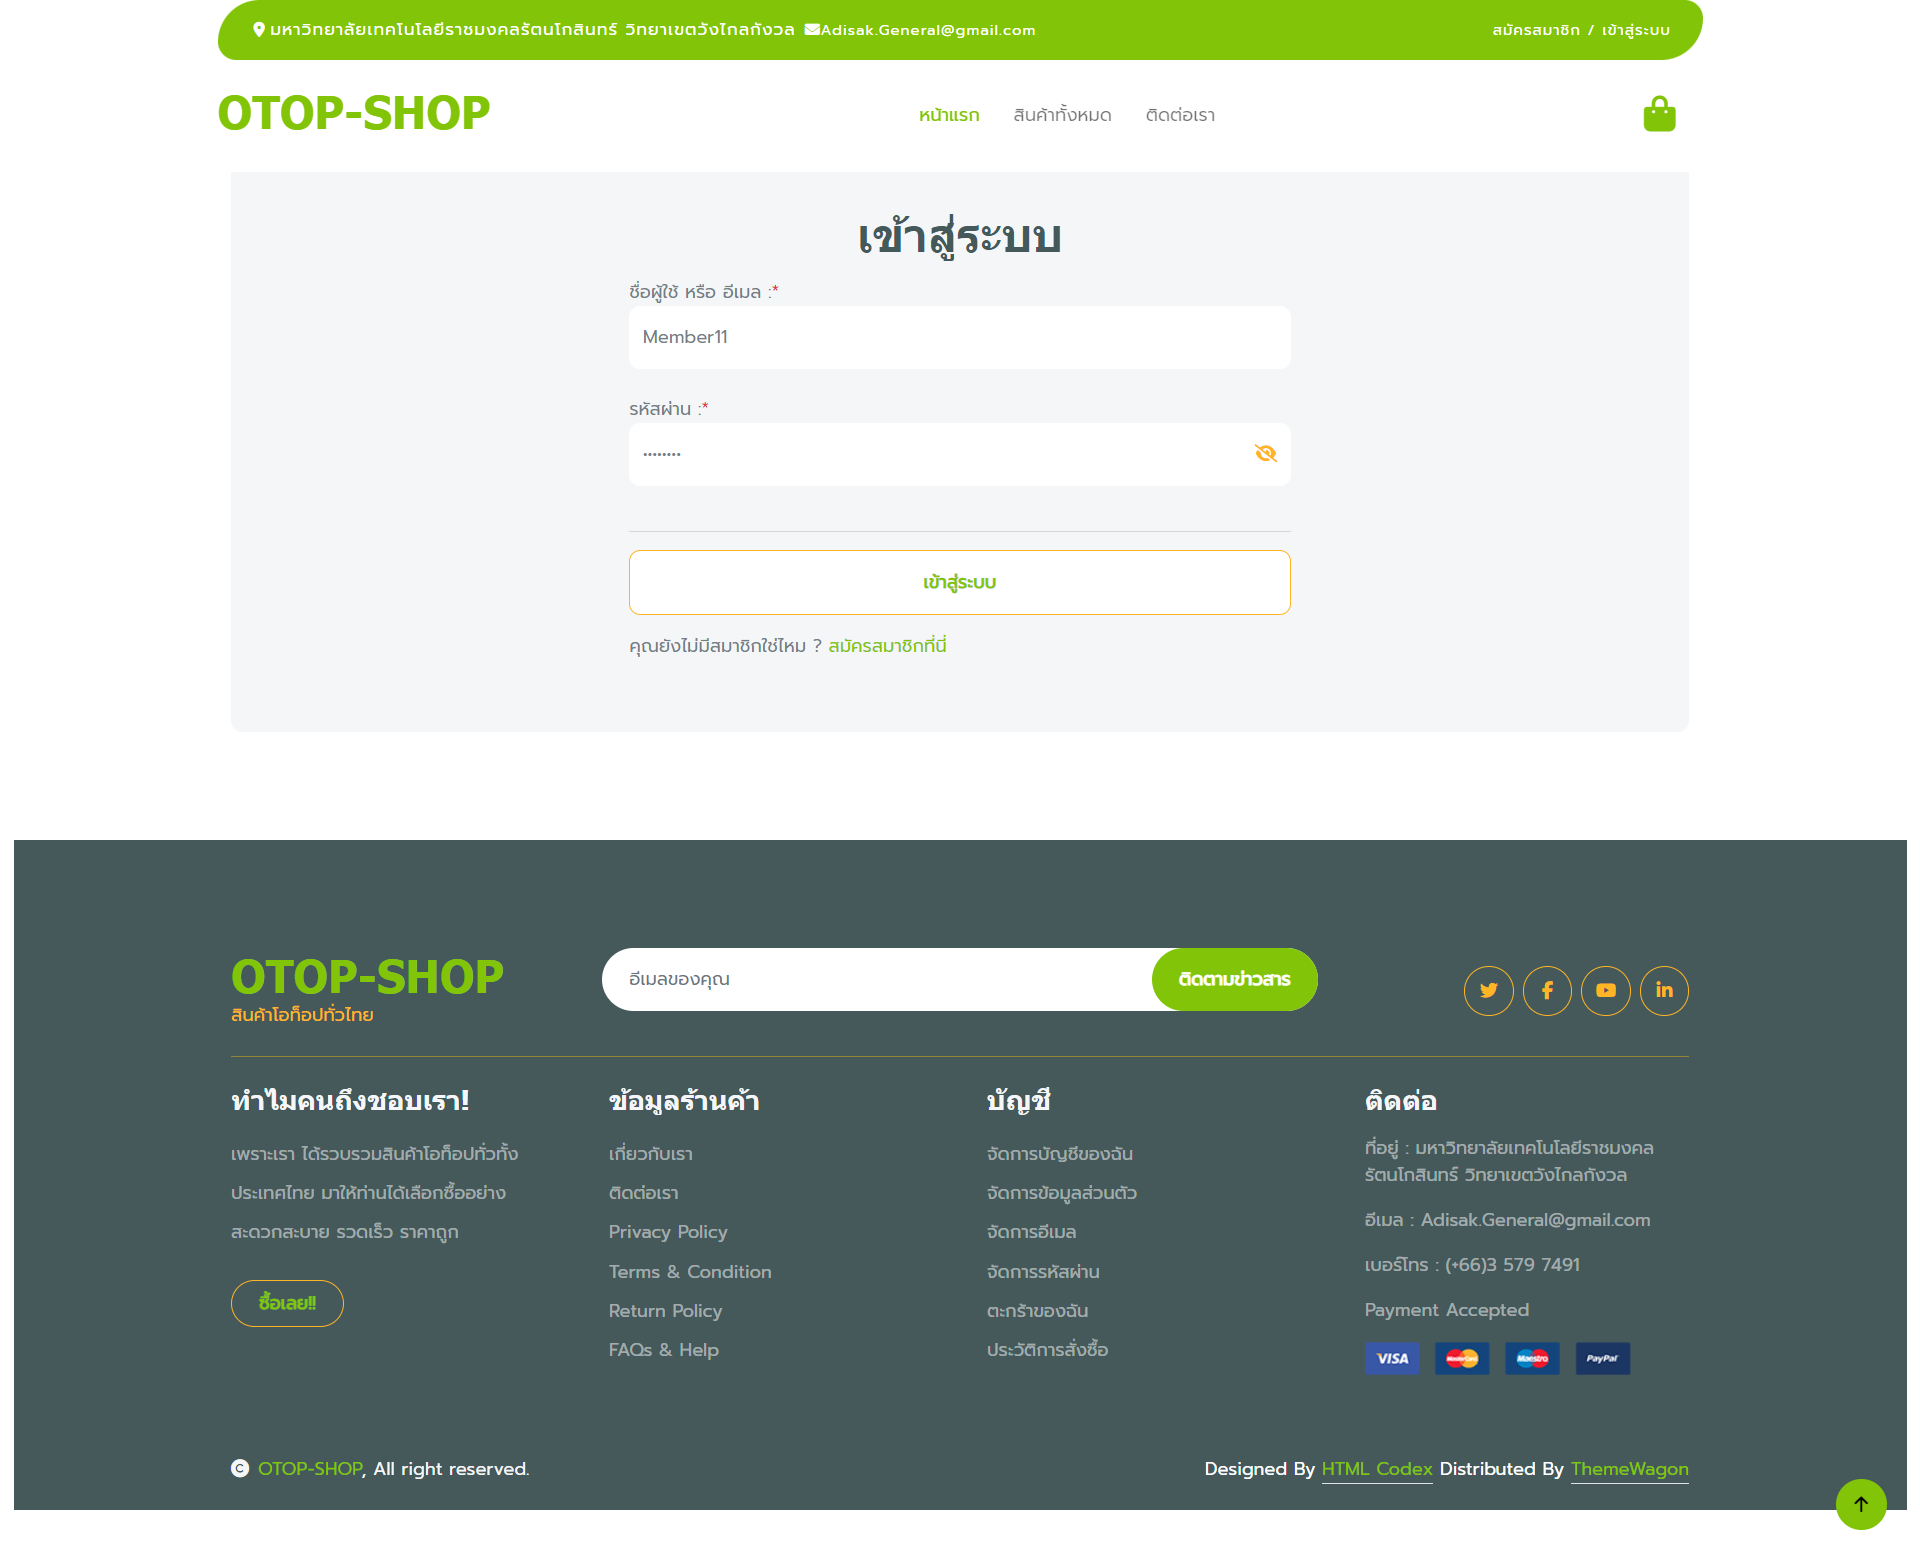 มหาวิทยาลัยเทคโนโลยีราชมงคลรัตนโกสินทร์ วิทยาเขตวังไกลกังวล Adisak.General@gmail.com
สมัครสมาชิก / เข้าสู่ระบบ
OTOP-SHOP
หน้าแรก สินค้าทั้งหมด ติดต่อเรา
เข้าสู่ระบบ
ชื่อผู้ใช้ หรือ อีเมล :*
Member11
รหัสผ่าน :*
........
เข้าสู่ระบบ
คุณยังไม่มีสมาชิกใช่ไหม ? สมัครสมาชิกที่นี่
OTOP-SHOP
สินค้าโอท็อปทั่วไทย
อีเมลของคุณ
ติดตามข่าวสาร
ทำไมคนถึงชอบเรา!
เพราะเรา ได้รวบรวมสินค้าโอท็อปทั่วทั้ง
ประเทศไทย มาให้ท่านได้เลือกซื้ออย่าง
สะดวกสะบาย รวดเร็ว ราคาถูก
ซื้อเลย!!
ข้อมูลร้านค้า
เกี่ยวกับเรา
ติดต่อเรา
Privacy Policy
Terms & Condition
Return Policy
FAQs & Help
บัญชี
จัดการบัญชีของฉัน
จัดการข้อมูลส่วนตัว
จัดการอีเมล
จัดการรหัสผ่าน
ตะกร้าของฉัน
ประวัติการสั่งซื้อ
ติดต่อ
ที่อยู่ : มหาวิทยาลัยเทคโนโลยีราชมงคล
รัตนโกสินทร์ วิทยาเขตวังไกลกังวล
อีเมล : Adisak.General@gmail.com
เบอร์โทร : (+66)3 579 7491
Payment Accepted
VISA MasterCard Maestro PayPal
© OTOP-SHOP, All right reserved.
Designed By HTML Codex Distributed By ThemeWagon